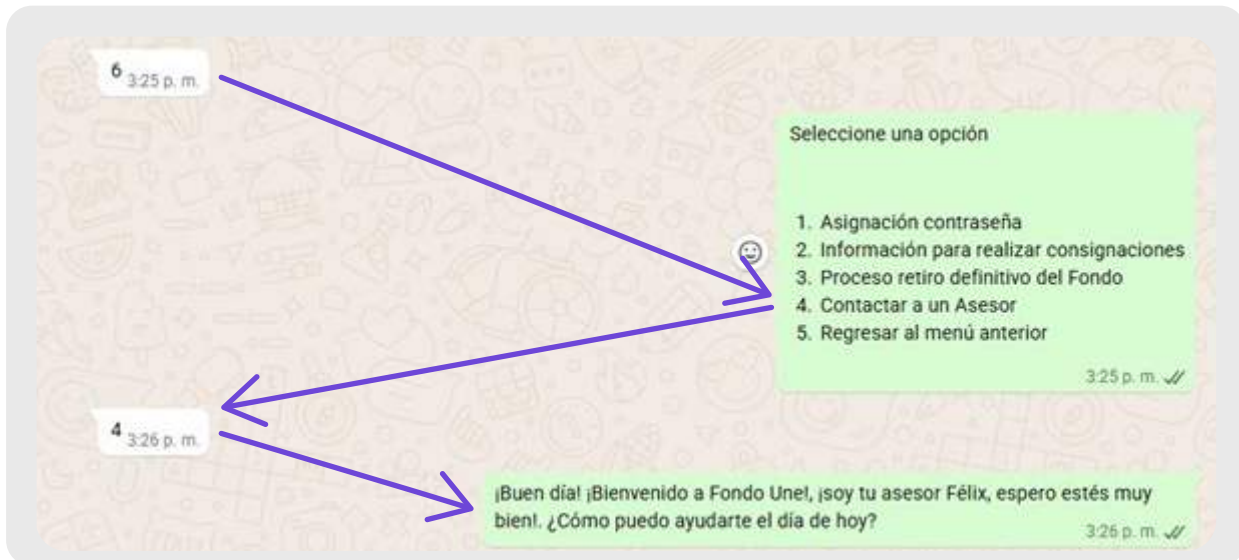 6 3:25 p. m.
Seleccione una opción
1. Asignación contraseña
2. Información para realizar consignaciones
3. Proceso retiro definitivo del Fondo
4. Contactar a un Asesor
5. Regresar al menú anterior
3:25 p. m.
4 3:26 p. m.
¡Buen día! ¡Bienvenido a Fondo Une!, ¡soy tu asesor Félix, espero estés muy
bien!. ¿Cómo puedo ayudarte el día de hoy?
3:26 p. m.